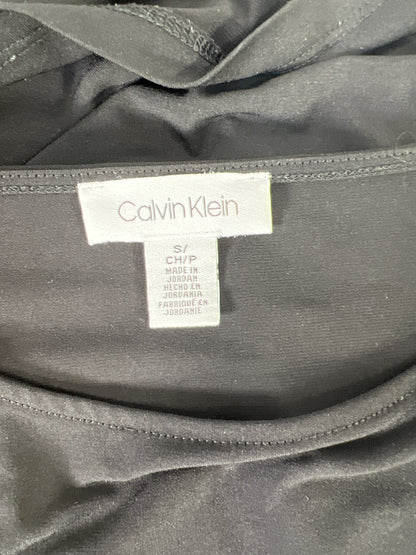 Calvin Klein
S/
CH/P
MADE IN
JORDAN
HECHO EN
JORDANIA
FABRIQUÉ EN
JORDANIE